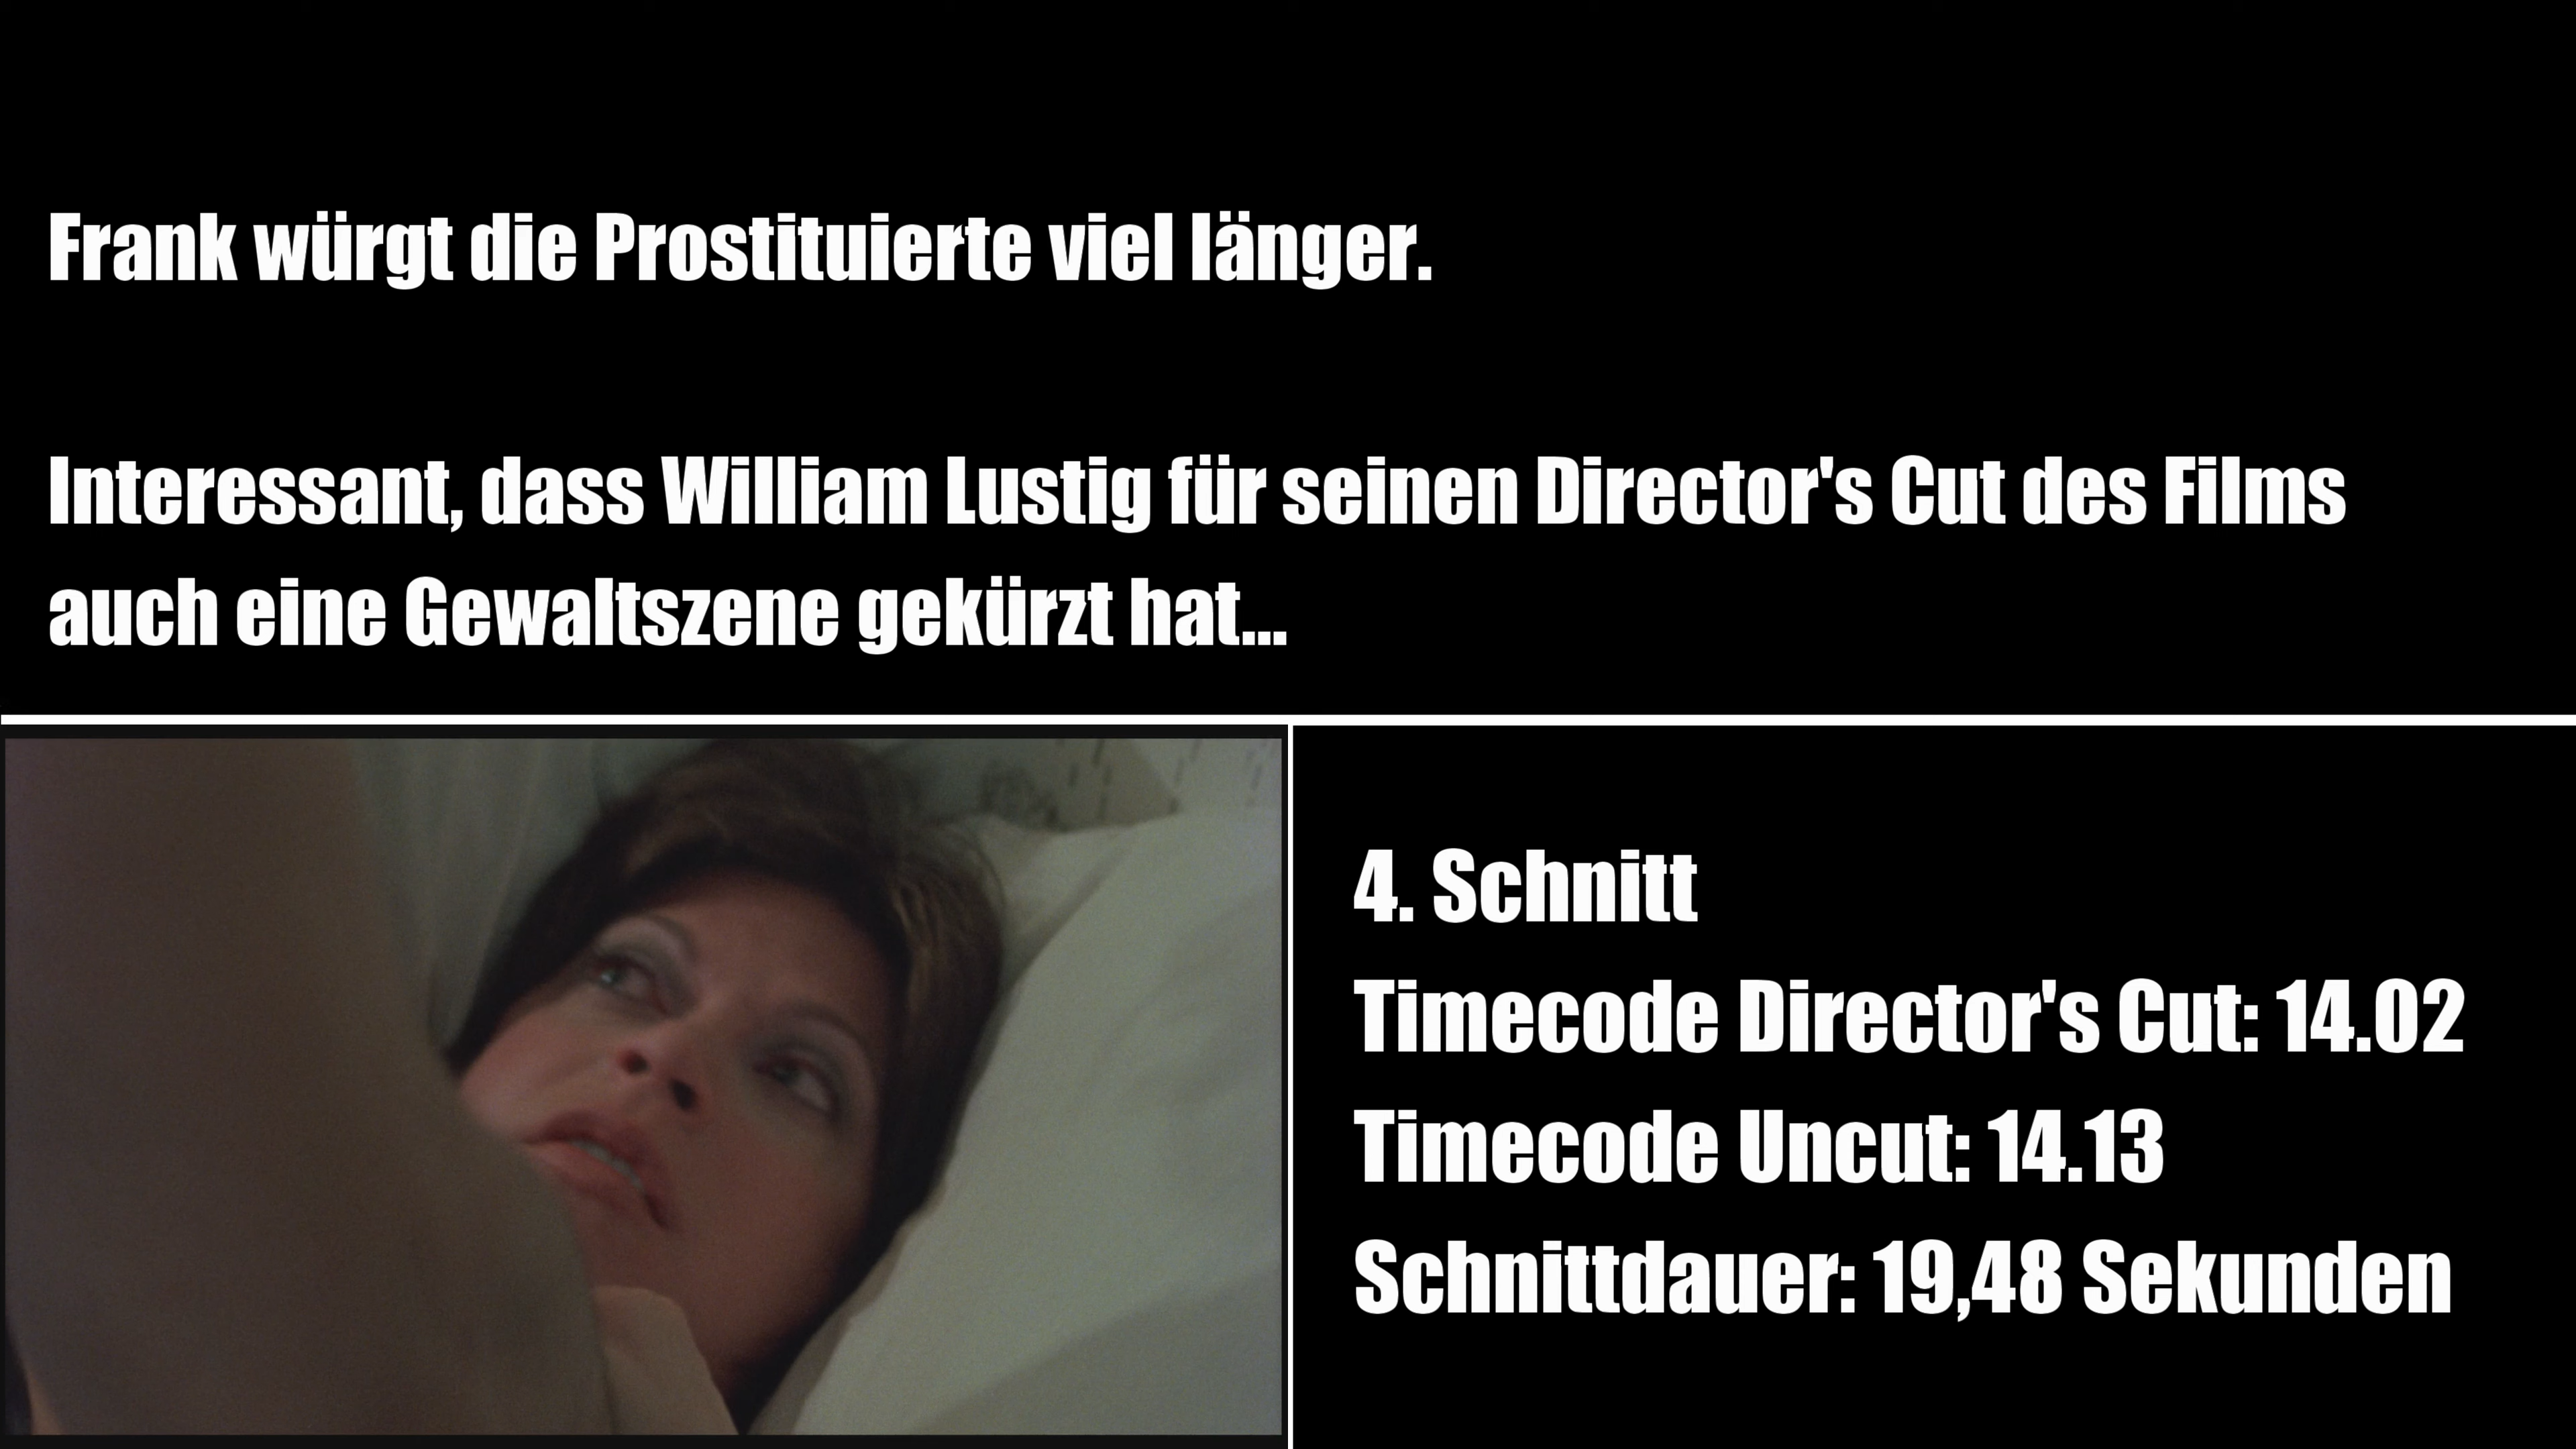 Frank würgt die Prostituierte viel länger.
Interessant, dass William Lustig für seinen Director's Cut des Films
auch eine Gewaltszene gekürzt hat...
4. Schnitt
Timecode Director's Cut: 14.02
Timecode Uncut: 14.13
Schnittdauer: 19,48 Sekunden